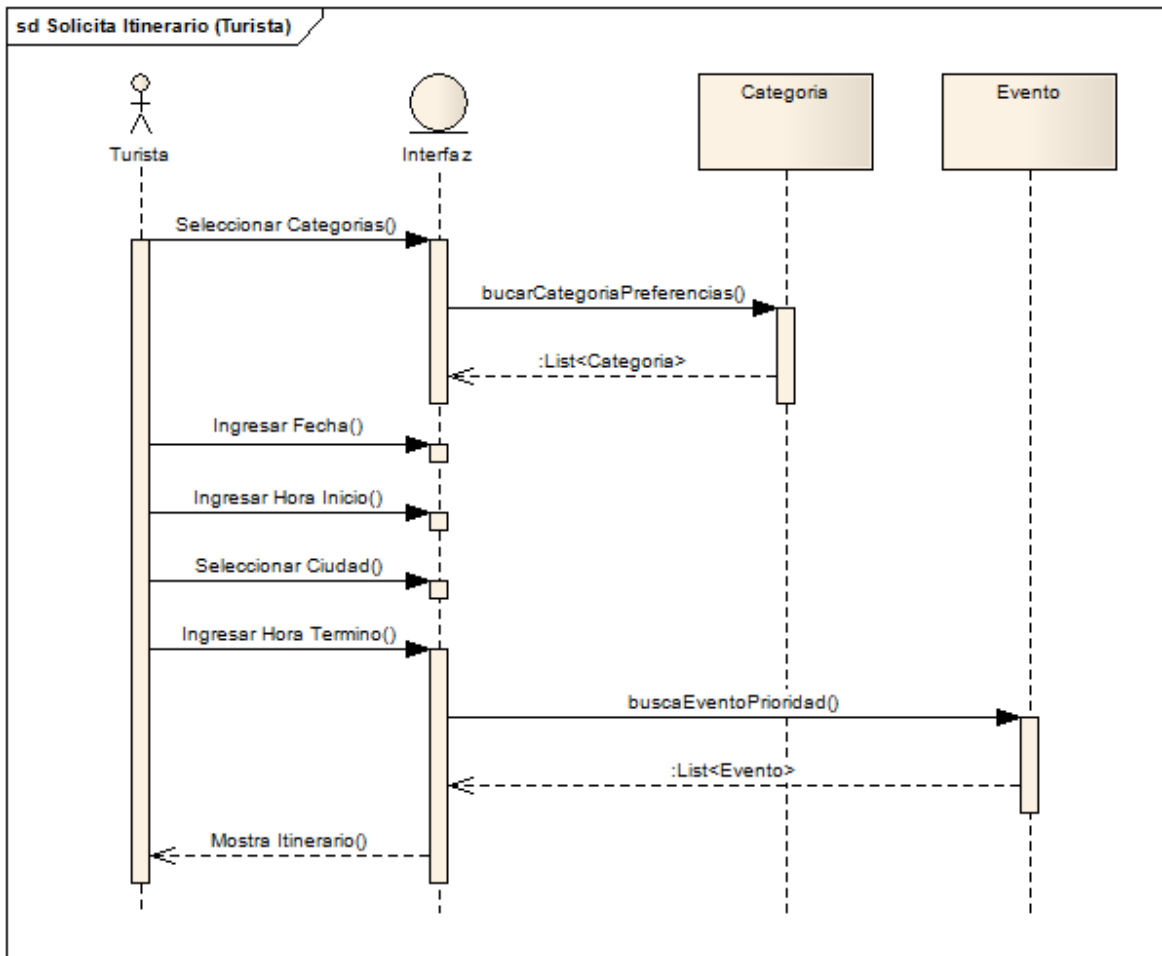 sd Solicita Itinerario (Turista)
Turista
Interfaz
Categoria
Evento
Seleccionar Categorias()
bucarCategoriaPreferencias()
:List<Categoria>
Ingresar Fecha()
Ingresar Hora Inicio()
Seleccionar Ciudad()
Ingresar Hora Termino()
buscaEventoPrioridad()
:List<Evento>
Mostra Itinerario()